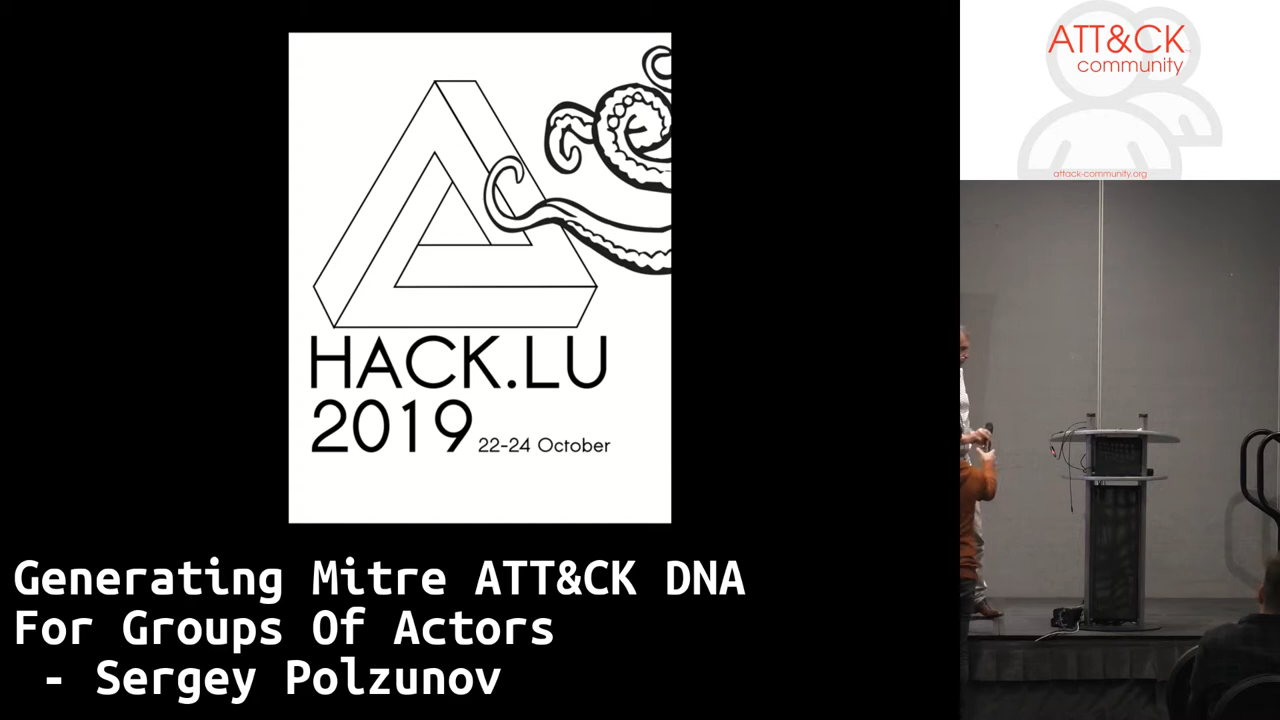 HACK.LU
2019 22-24 October
Generating Mitre ATT&CK DNA
For Groups Of Actors
- Sergey Polzunov
ATT&CK
community
attack-community.org